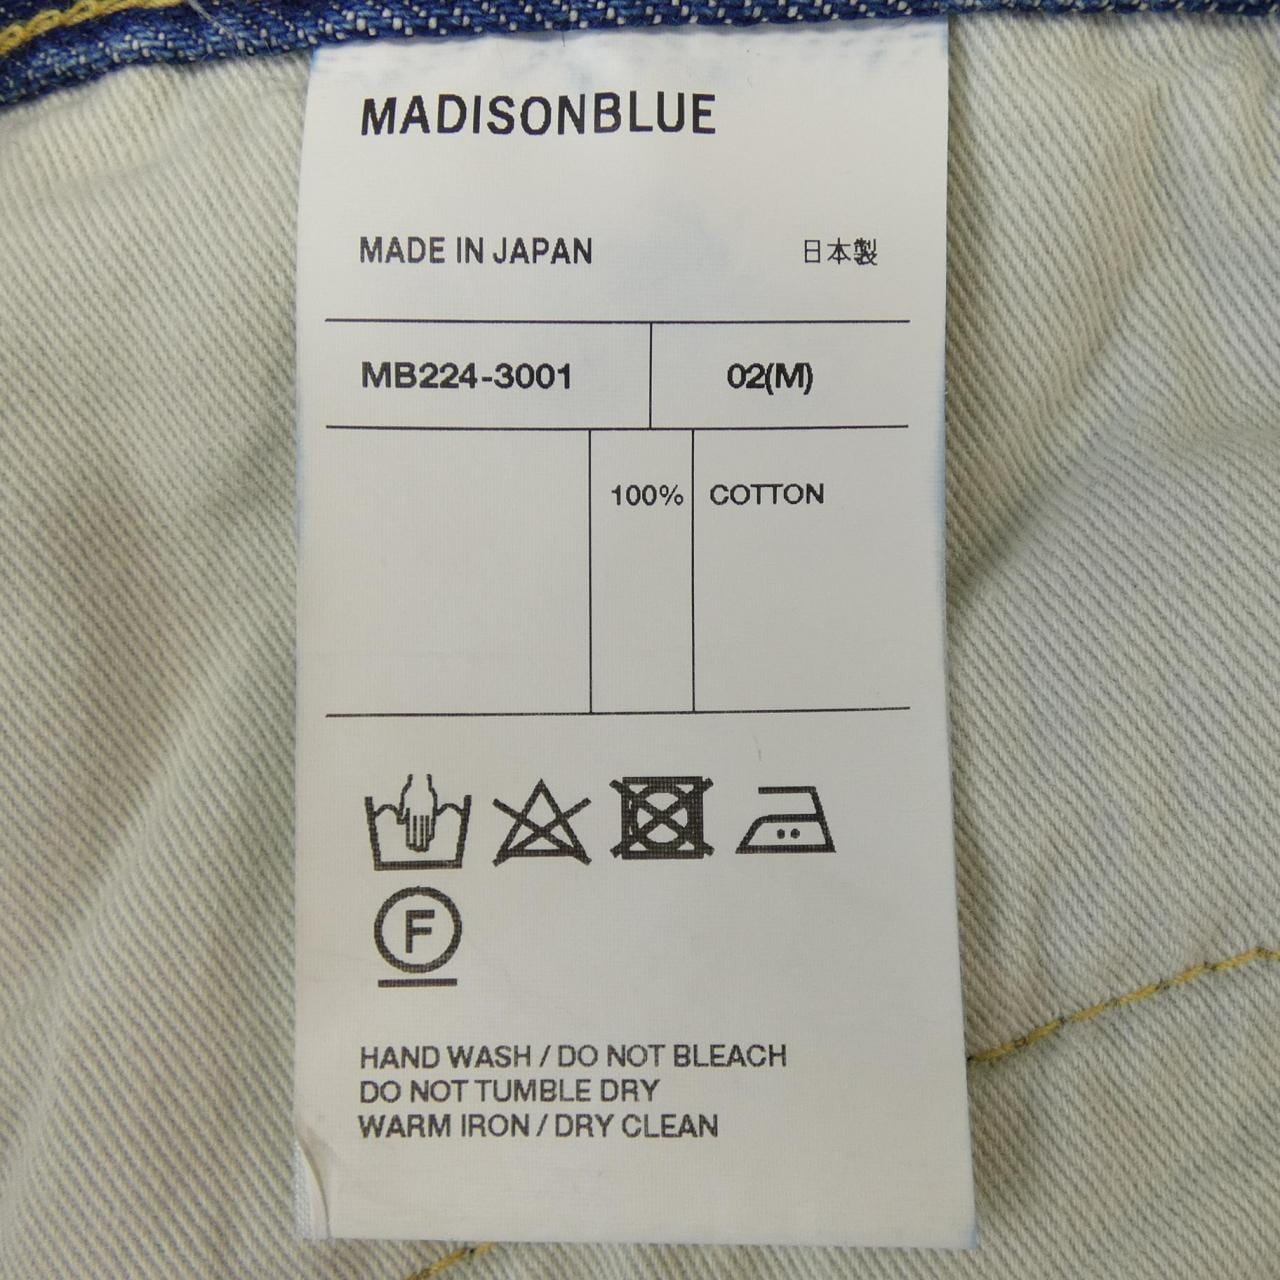 MADISONBLUE
MADE IN JAPAN 日本製
MB224-3001 02(M)
100% COTTON
F
HAND WASH / DO NOT BLEACH
DO NOT TUMBLE DRY
WARM IRON / DRY CLEAN